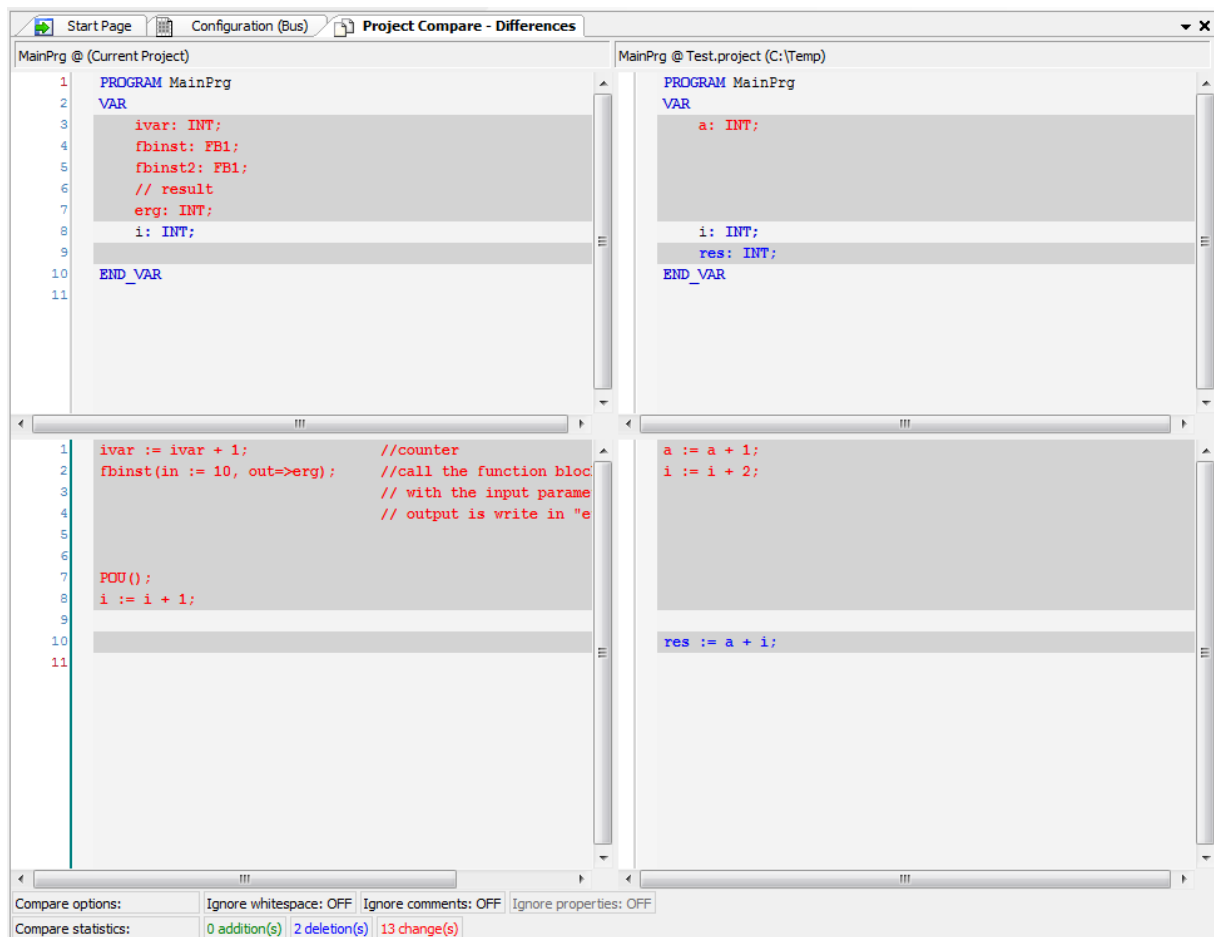 Start Page Configuration (Bus) Project Compare - Differences
MainPrg @ (Current Project) MainPrg @ Test.project (C:\Temp)
1 PROGRAM MainPrg
2 VAR
3 ivar: INT;
4 fbinst: FB1;
5 fbinst2: FB1;
6 // result
7 erg: INT;
8 i: INT;
9
10 END_VAR
11
PROGRAM MainPrg
VAR
a: INT;
i: INT;
res: INT;
END_VAR
1 ivar := ivar + 1; //counter
2 fbinst(in := 10, out=>erg); //call the function bloc
3 // with the input parame
4 // output is write in "e
5
6
7 POU();
8 i := i + 1;
9
10
11
a := a + 1;
i := i + 2;
res := a + i;
Compare options: Ignore whitespace: OFF Ignore comments: OFF Ignore properties: OFF
Compare statistics: 0 addition(s) 2 deletion(s) 13 change(s)